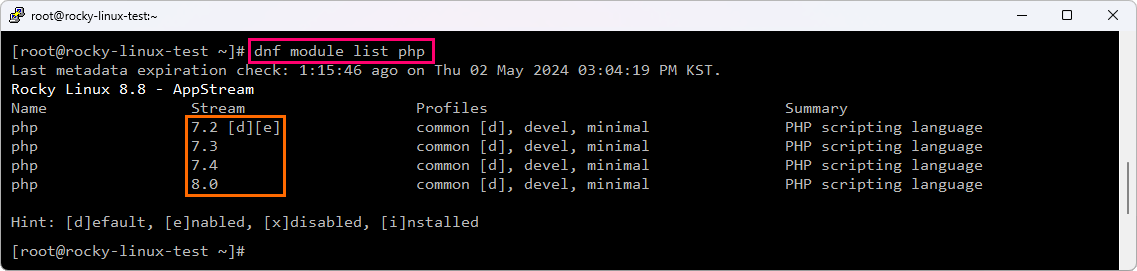 root@rocky-linux-test:~
[root@rocky-linux-test ~]# dnf module list php
Last metadata expiration check: 1:15:46 ago on Thu 02 May 2024 03:04:19 PM KST.
Rocky Linux 8.8 - AppStream
Name Stream Profiles Summary
php 7.2 [d][e] common [d], devel, minimal PHP scripting language
php 7.3 common [d], devel, minimal PHP scripting language
php 7.4 common [d], devel, minimal PHP scripting language
php 8.0 common [d], devel, minimal PHP scripting language
Hint: [d]efault, [e]nabled, [x]disabled, [i]nstalled
[root@rocky-linux-test ~]#